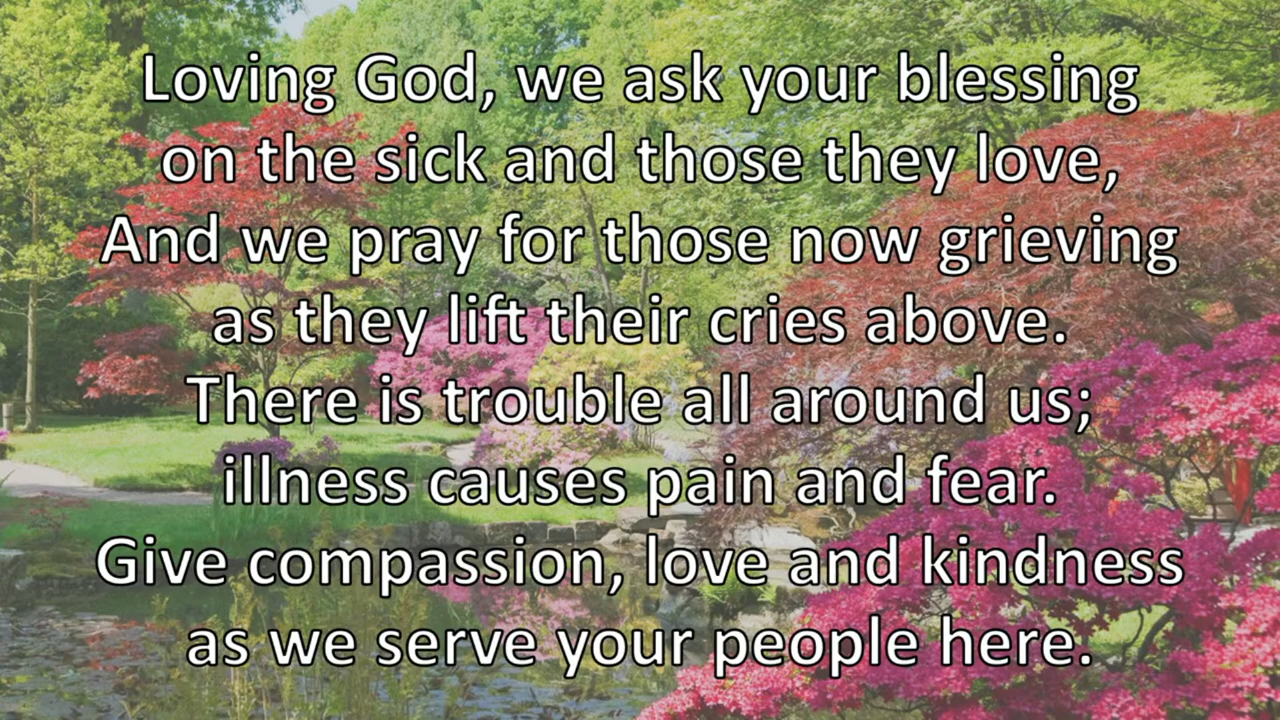 Loving God, we ask your blessing
on the sick and those they love,
And we pray for those now grieving
as they lift their cries above.
There is trouble all around us;
illness causes pain and fear.
Give compassion, love and kindness
as we serve your people here.